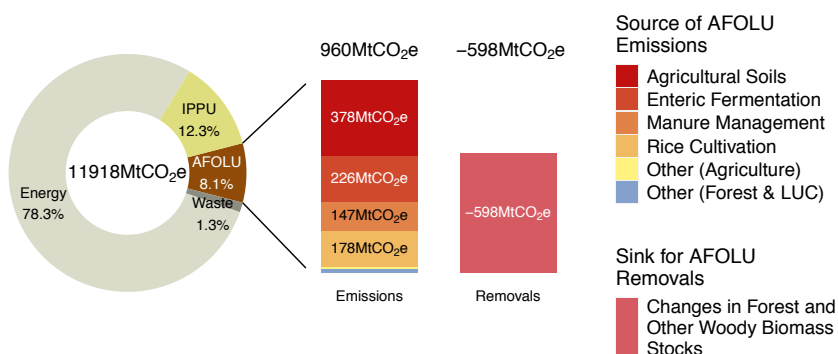 960MtCO₂e
−598MtCO₂e
IPPU
12.3%
11918MtCO₂e
AFOLU
8.1%
Energy
78.3%
Waste
1.3%
378MtCO₂e
226MtCO₂e
147MtCO₂e
178MtCO₂e
−598MtCO₂e
Emissions
Removals
Source of AFOLU
Emissions
Agricultural Soils
Enteric Fermentation
Manure Management
Rice Cultivation
Other (Agriculture)
Other (Forest & LUC)
Sink for AFOLU
Removals
Changes in Forest and
Other Woody Biomass
Stocks